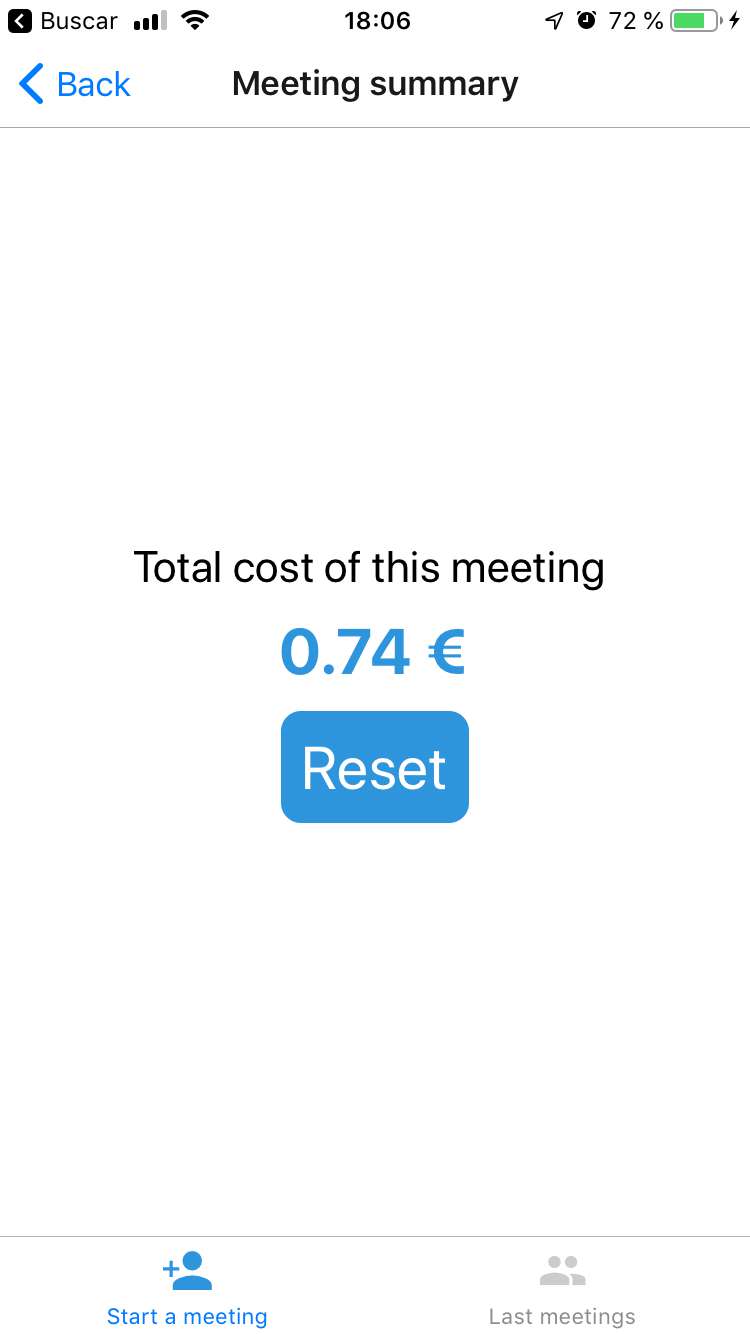 Buscar 18:06 72 %
Back Meeting summary
Total cost of this meeting
0.74 €
Reset
Start a meeting Last meetings